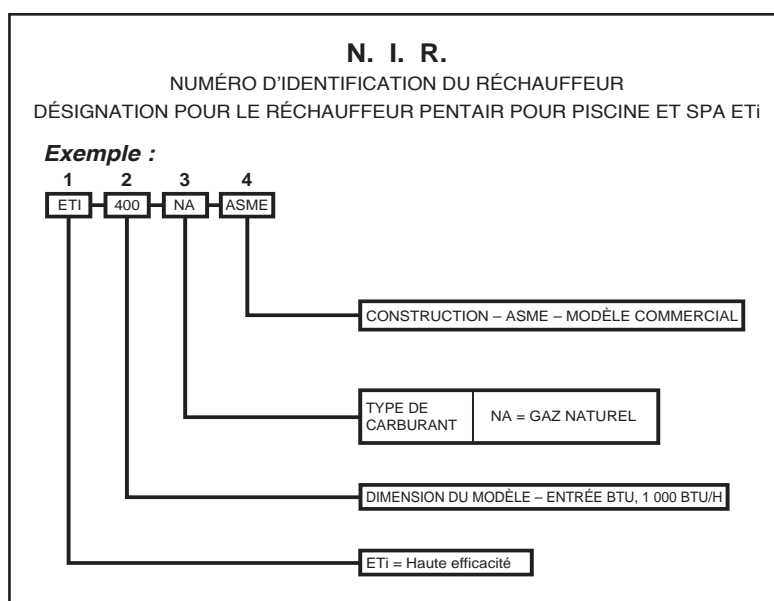 N. I. R.
NUMÉRO D'IDENTIFICATION DU RÉCHAUFFEUR
DÉSIGNATION POUR LE RÉCHAUFFEUR PENTAIR POUR PISCINE ET SPA ETi
Exemple :
1 2 3 4
ETI 400 NA ASME
CONSTRUCTION – ASME – MODÈLE COMMERCIAL
TYPE DE
CARBURANT
NA = GAZ NATUREL
DIMENSION DU MODÈLE – ENTRÉE BTU, 1 000 BTU/H
ETi = Haute efficacité